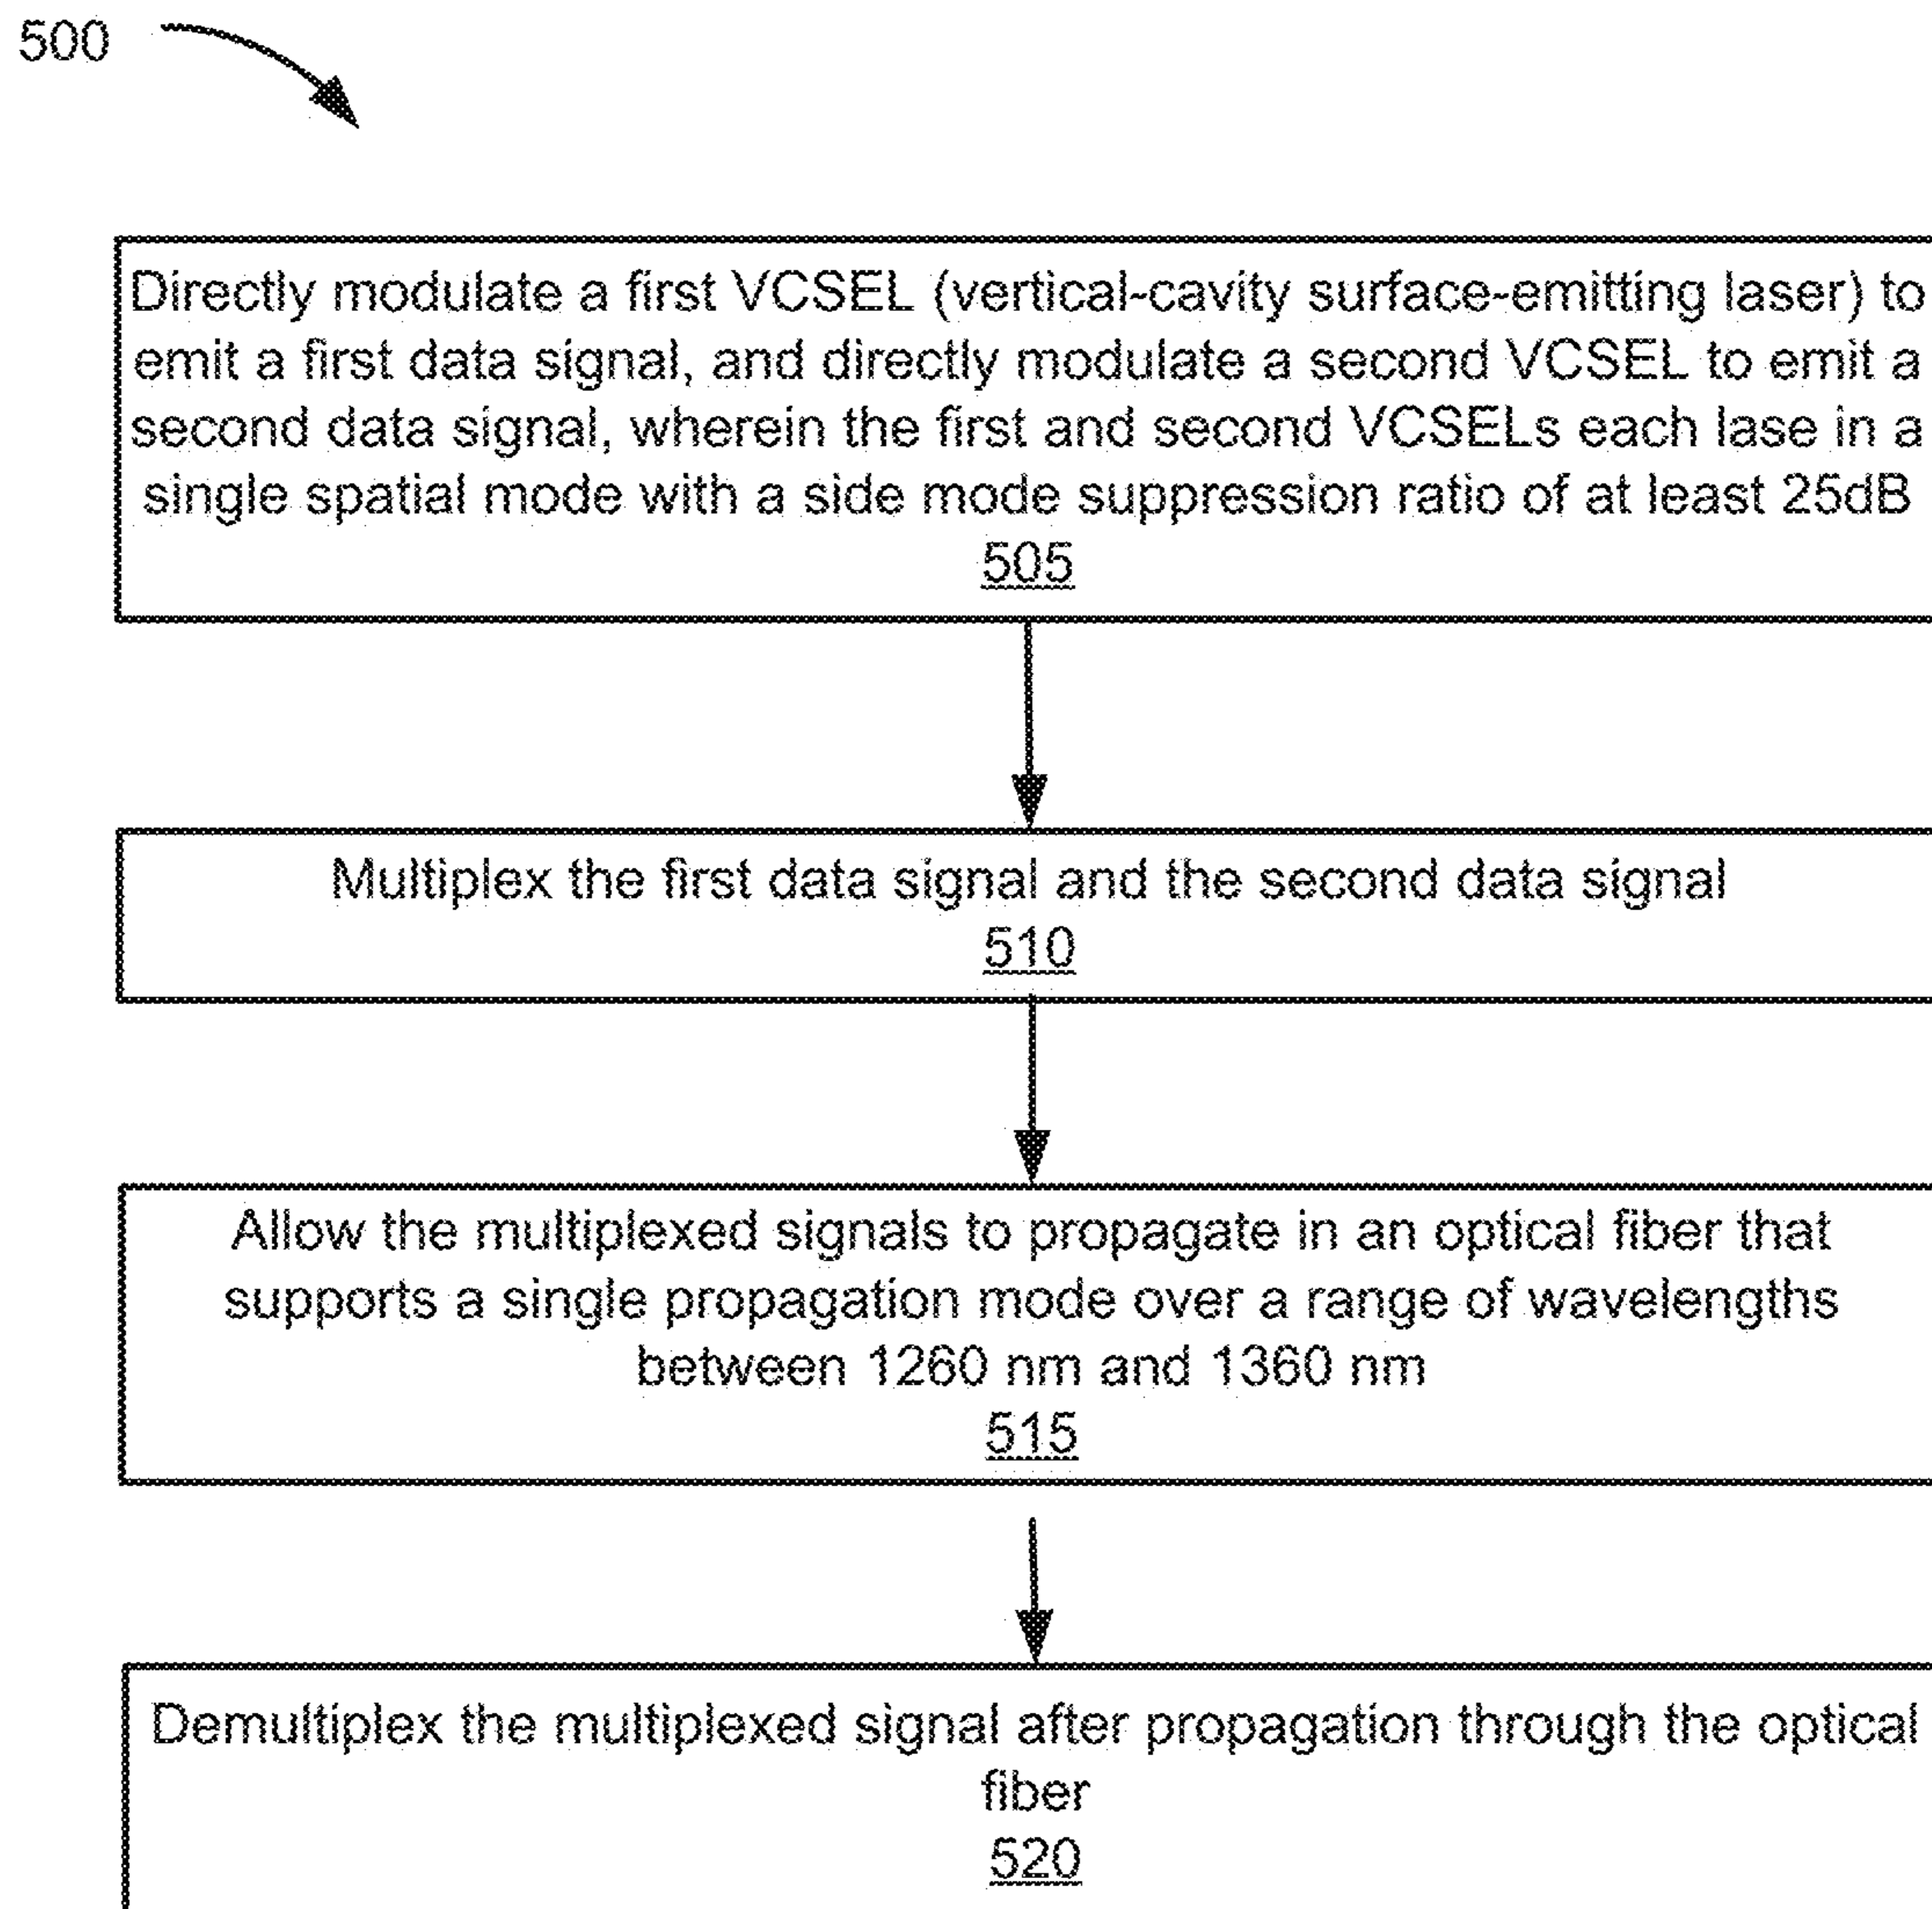 500
Directly modulate a first VCSEL (vertical-cavity surface-emitting laser) to
emit a first data signal, and directly modulate a second VCSEL to emit a
second data signal, wherein the first and second VCSELs each lase in a
single spatial mode with a side mode suppression ratio of at least 25dB
505
Multiplex the first data signal and the second data signal
510
Allow the multiplexed signals to propagate in an optical fiber that
supports a single propagation mode over a range of wavelengths
between 1260 nm and 1360 nm
515
Demultiplex the multiplexed signal after propagation through the optical
fiber
520